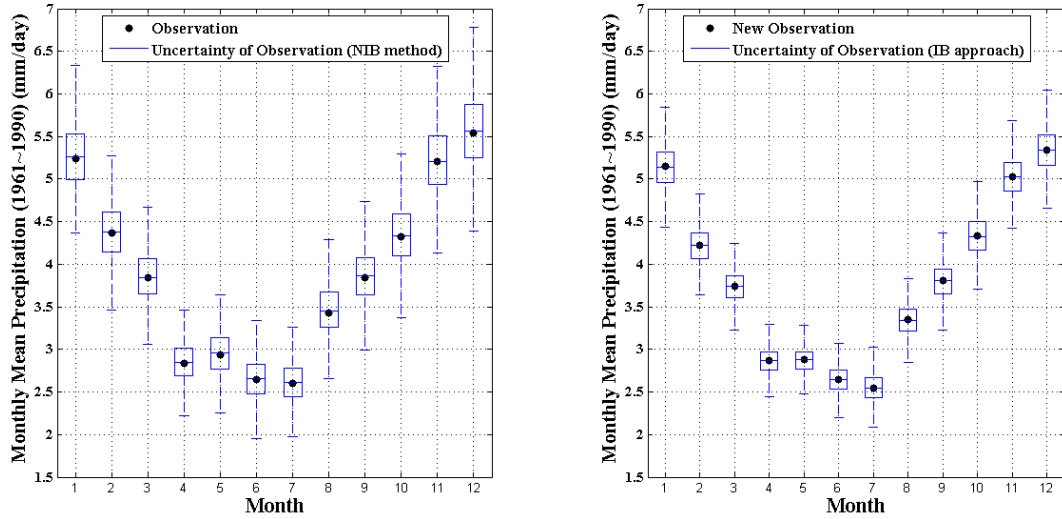 Monthly Mean Precipitation (1961~1990) (mm/day)
7
6.5
6
5.5
5
4.5
4
3.5
3
2.5
2
1.5
Observation
Uncertainty of Observation (NIB method)
1 2 3 4 5 6 7 8 9 10 11 12
Month
Monthly Mean Precipitation (1961~1990) (mm/day)
7
6.5
6
5.5
5
4.5
4
3.5
3
2.5
2
1.5
New Observation
Uncertainty of Observation (IB approach)
1 2 3 4 5 6 7 8 9 10 11 12
Month